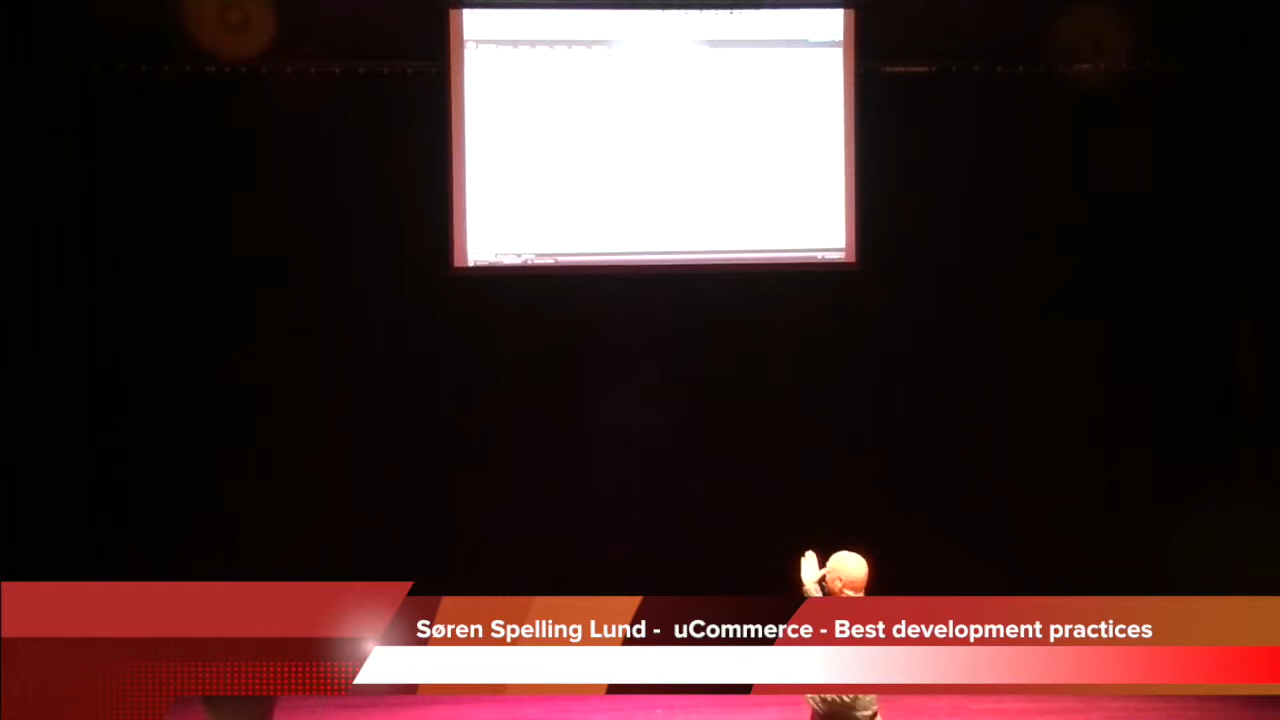 Søren Spelling Lund -  uCommerce - Best development practices